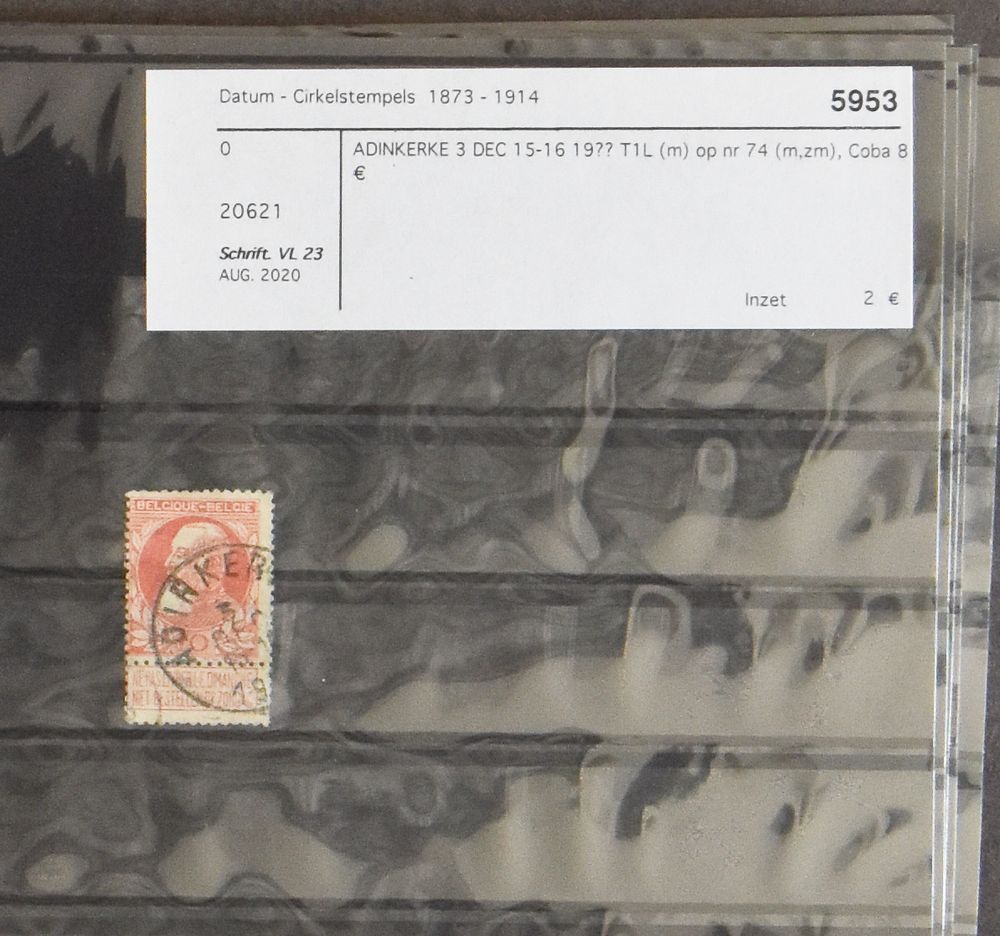 Datum - Cirkelstempels 1873 - 1914
5953
0
ADINKERKE 3 DEC 15-16 19?? T1L (m) op nr 74 (m,zm), Coba 8
€
20621
Schrift. VL 23
AUG. 2020
Inzet 2 €
BELGIQUE-BELGIE
ADINKER